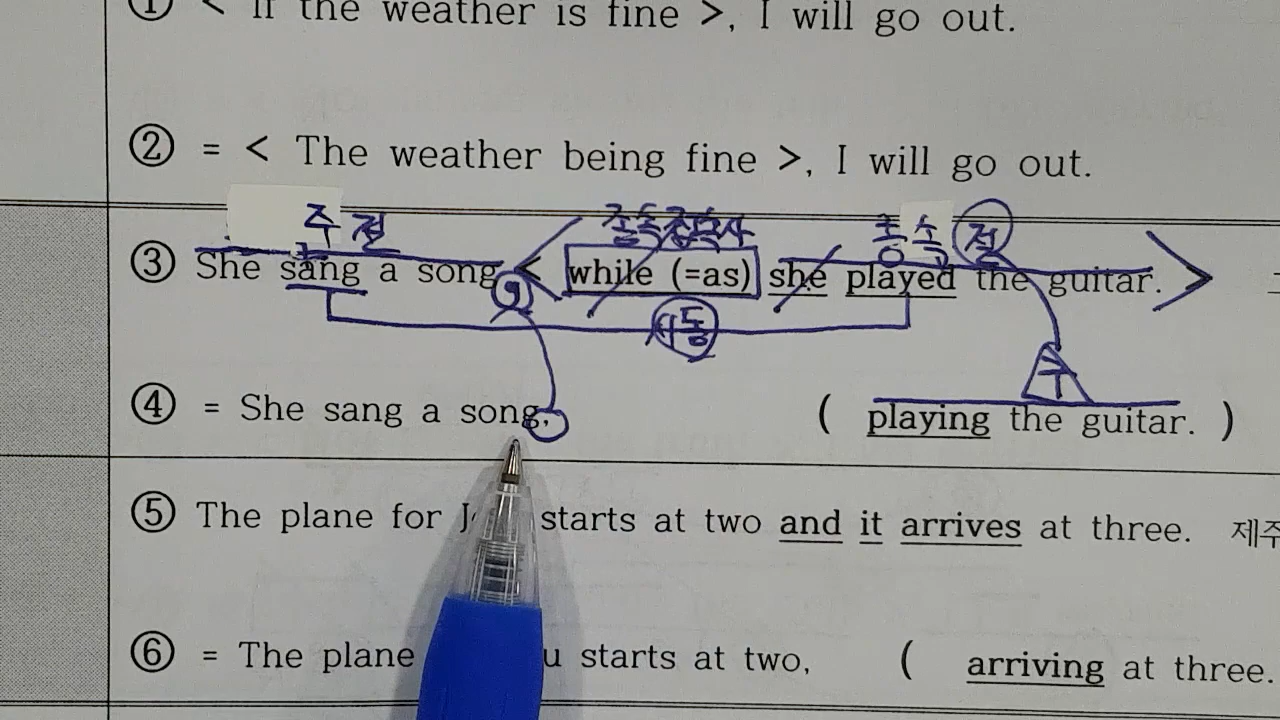 ① < If the weather is fine >, I will go out.
② = < The weather being fine >, I will go out.
주 절 종속접속사 종속절
③ She sang a song < while (=as) she played the guitar. >
동
주
④ = She sang a song, ( playing the guitar. )
⑤ The plane for J starts at two and it arrives at three. 제주
⑥ = The plane u starts at two, ( arriving at three.